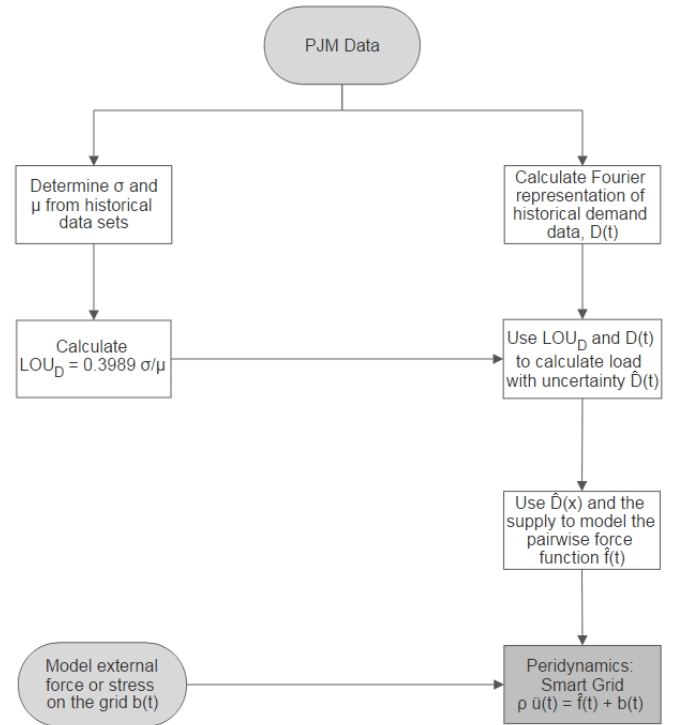 PJM Data
Determine σ and
μ from historical
data sets
Calculate Fourier
representation of
historical demand
data, D(t)
Calculate
LOU_D = 0.3989 σ/μ
Use LOU_D and D(t)
to calculate load
with uncertainty D̂(t)
Use D̂(x) and the
supply to model the
pairwise force
function f̂(t)
Model external
force or stress
on the grid b(t)
Peridynamics:
Smart Grid
ρ ü(t) = f̂(t) + b(t)